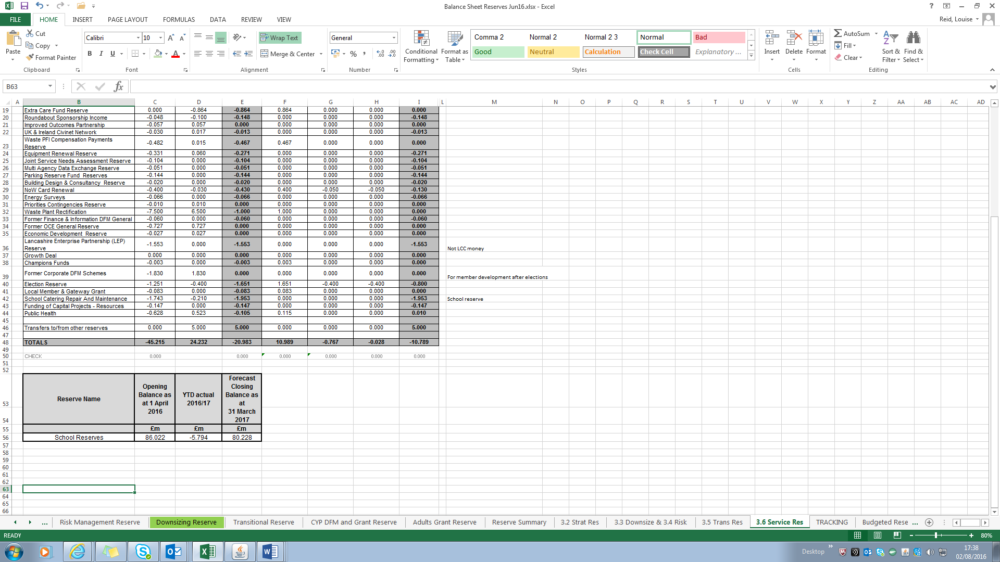 Balance Sheet Reserves Jun16.xlsx - Excel
FILE HOME INSERT PAGE LAYOUT FORMULAS DATA REVIEW VIEW Reid, Louise
Paste Cut Copy Format Painter Clipboard
Calibri 10 B I U Font
Wrap Text Merge & Center Alignment
General % Number
Conditional Formatting Format as Table
Comma 2 Normal 2 Normal 2 3 Normal Bad
Good Neutral Calculation Check Cell Explanatory ...
Styles
Insert Delete Format Cells
AutoSum Fill Clear Sort & Filter Find & Select Editing
B63 fx
A B C D E F G H I L M N O P Q R S T U V W X Y Z AA AB AC AD
19 Extra Care Fund Reserve 0.000 -0.864 -0.864 0.864 0.000 0.000 0.000
20 Roundabout Sponsorship Income -0.048 -0.100 -0.148 0.000 0.000 0.000 -0.148
21 Improved Outcomes Partnership -0.057 0.057 0.000 0.000 0.000 0.000 0.000
22 UK & Ireland Civinet Network -0.030 0.017 -0.013 0.000 0.000 0.000 -0.013
23 Waste PFI Compensation Payments Reserve -0.482 0.015 -0.467 0.467 0.000 0.000 0.000
24 Equipment Renewal Reserve -0.331 0.060 -0.271 0.000 0.000 0.000 -0.271
25 Joint Service Needs Assessment Reserve -0.104 0.000 -0.104 0.000 0.000 0.000 -0.104
26 Multi Agency Data Exchange Reserve -0.051 0.000 -0.051 0.000 0.000 0.000 -0.051
27 Parking Reserve Fund Reserves -0.144 0.000 -0.144 0.000 0.000 0.000 -0.144
28 Building Design & Consultancy Reserve -0.020 0.000 -0.020 0.000 0.000 0.000 -0.020
29 NoW Card Renewal -0.400 -0.030 -0.430 0.400 -0.050 -0.050 -0.130
30 Energy Surveys -0.066 0.000 -0.066 0.000 0.000 0.000 -0.066
31 Priorities Contingencies Reserve -0.010 0.010 0.000 0.000 0.000 0.000 0.000
32 Waste Plant Rectification -7.500 6.500 -1.000 1.000 0.000 0.000 0.000
33 Former Finance & Information DFM General -0.060 0.000 -0.060 0.000 0.000 0.000 -0.060
34 Former OCE General Reserve -0.727 0.727 0.000 0.000 0.000 0.000 0.000
35 Economic Development Reserve -0.027 0.027 0.000 0.000 0.000 0.000 0.000
36 Lancashire Enterprise Partnership (LEP) Reserve -1.553 0.000 -1.553 0.000 0.000 0.000 -1.553 Not LCC money
37 Growth Deal 0.000 0.000 0.000 0.000 0.000 0.000 0.000
38 Champions Funds -0.003 0.000 -0.003 0.003 0.000 0.000 0.000
39 Former Corporate DFM Schemes -1.830 1.830 0.000 0.000 0.000 0.000 0.000 For member development after elections
40 Election Reserve -1.251 -0.400 -1.651 1.651 -0.400 -0.400 -0.800
41 Local Member & Gateway Grant -0.083 0.000 -0.083 0.083 0.000 0.000 0.000
42 School Catering Repair And Maintenance -1.743 -0.210 -1.953 0.000 0.000 0.000 -1.953 School reserve
43 Funding of Capital Projects - Resources -0.147 0.000 -0.147 0.000 0.000 0.000 -0.147
44 Public Health -0.628 0.523 -0.105 0.115 0.000 0.000 0.010
45
46 Transfers to/from other reserves 0.000 5.000 5.000 0.000 0.000 0.000 5.000
47
48 TOTALS -45.215 24.232 -20.983 10.989 -0.767 -0.028 -10.789
49
50 CHECK 0.000 0.000 0.000 0.000 0.000 0.000
51
52
53 Reserve Name Opening Balance as at 1 April 2016 YTD actual 2016/17 Forecast Closing Balance as at 31 March 2017
54
55 £m £m £m
56 School Reserves 86.022 -5.794 80.228
57
58
59
60
61
62
63
64
65
66
... Risk Management Reserve Downsizing Reserve Transitional Reserve CYP DFM and Grant Reserve Adults Grant Reserve Reserve Summary 3.2 Strat Res 3.3 Downsize & 3.4 Risk 3.5 Trans Res 3.6 Service Res TRACKING Budgeted Rese ...
READY 80%
Desktop 17:38
02/08/2016